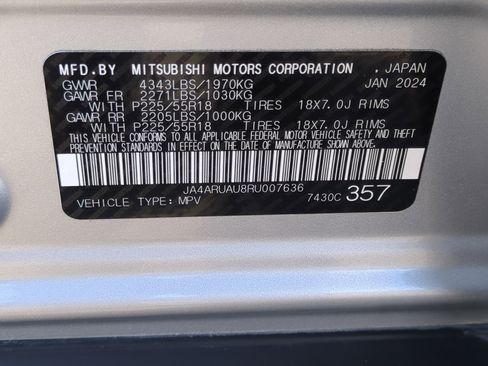 MFD.BY MITSUBISHI MOTORS CORPORATION . JAPAN
GVWR 4343LBS/1970KG JAN 2024
GAWR FR 2271LBS/1030KG
WITH P225/55R18 TIRES 18X7.0J RIMS
GAWR RR 2205LBS/1000KG
WITH P225/55R18 TIRES 18X7.0J RIMS
THIS VEHICLE CONFORMS TO ALL APPLICABLE FEDERAL MOTOR VEHICLE SAFETY AND
THEFT PREVENTION STANDARDS IN EFFECT ON THE DATE OF MANUFACTURE SHOWN ABOVE.
JA4ARUAU8RU007636
VEHICLE TYPE: MPV 7430C 357